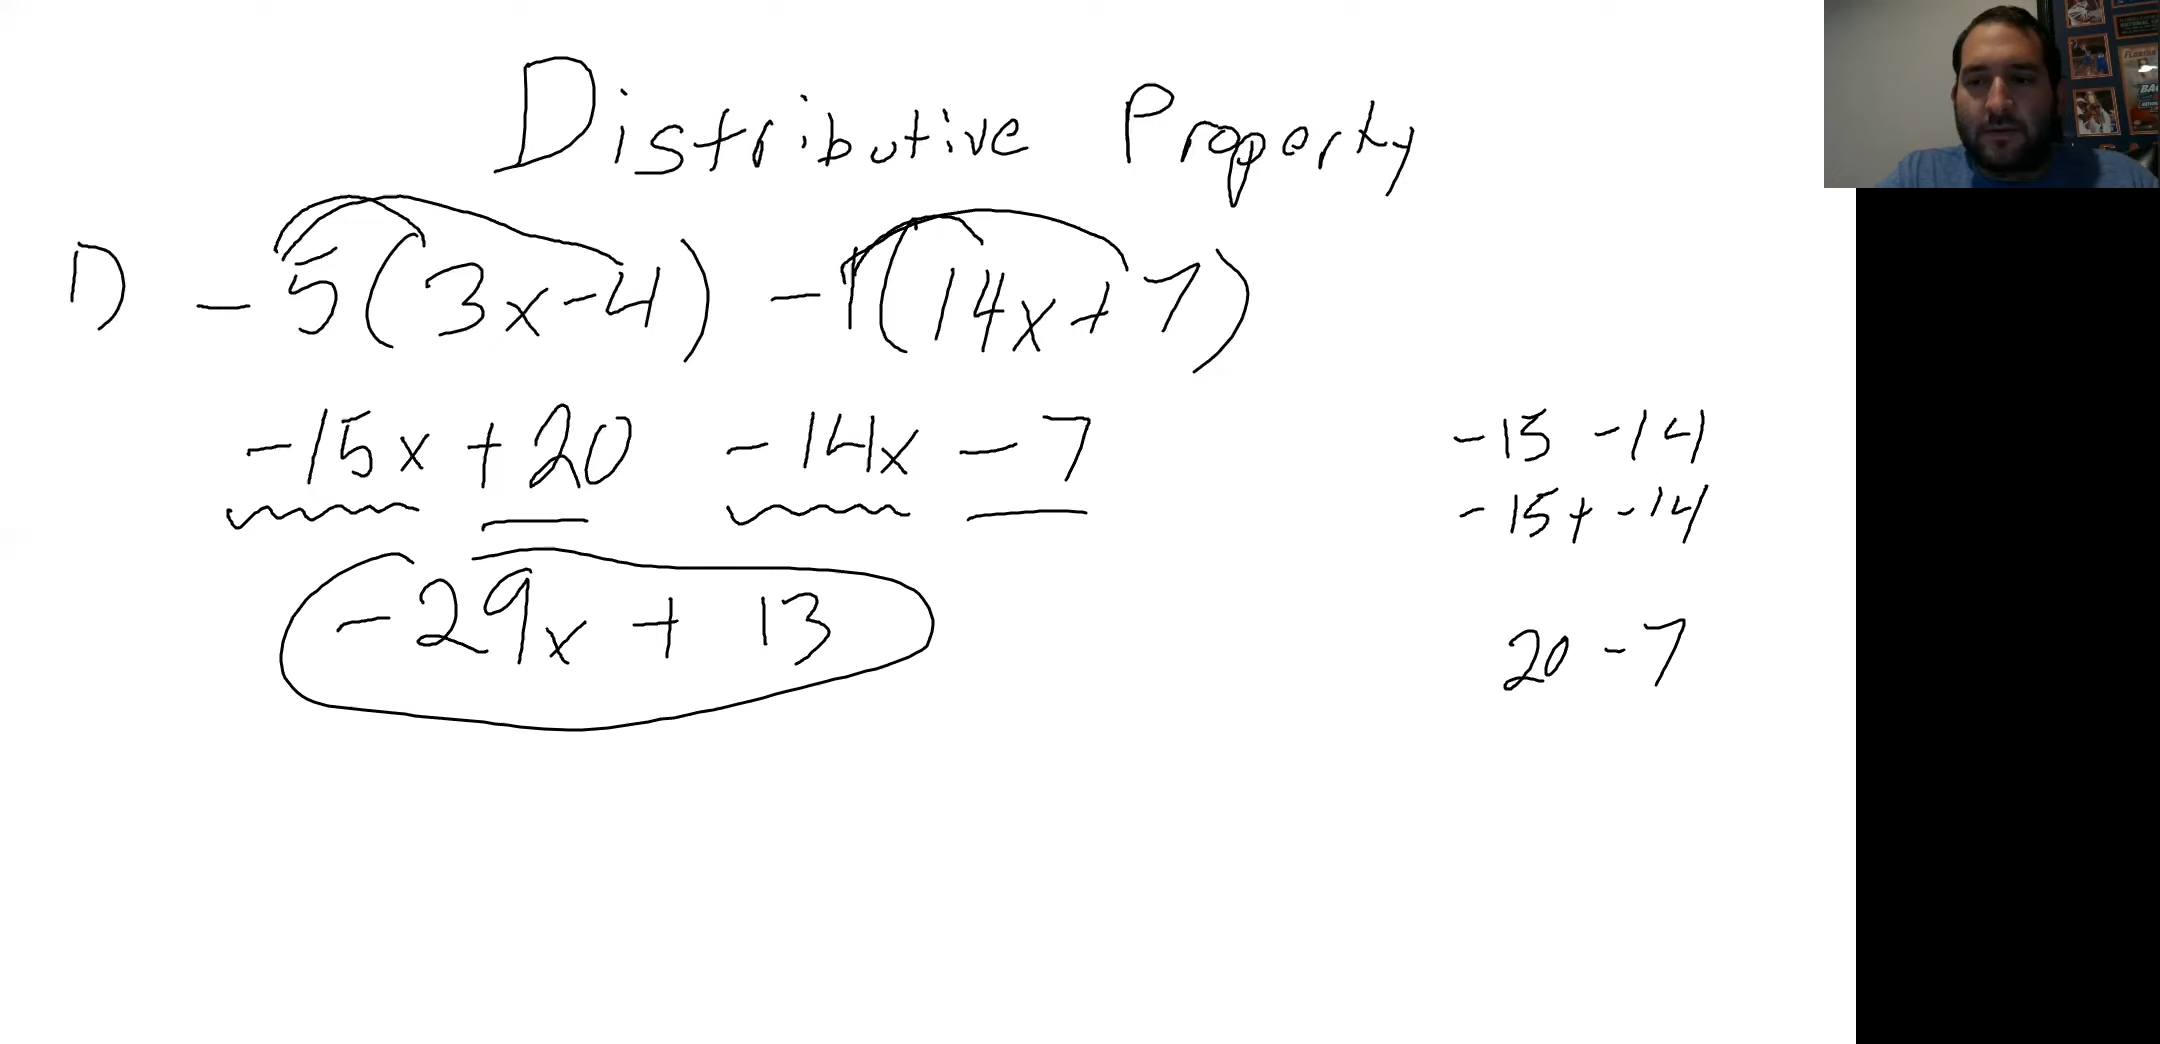 Distributive Property
D) -5(3x-4) -1(14x+7)
-15x +20 -14x -7
-29x + 13
-15 -14
-15+ -14
20 -7
FLORIDA